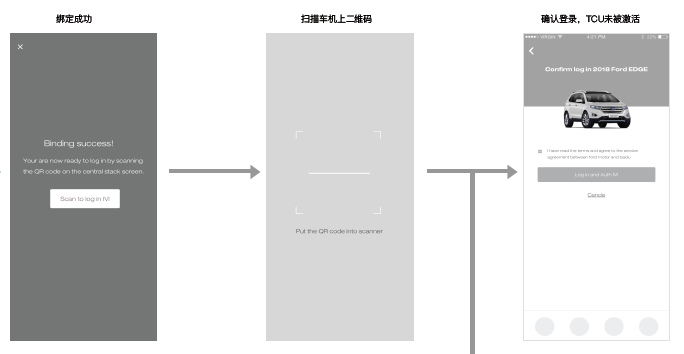 绑定成功
扫描车机上二维码
确认登录，TCU未被激活
Binding success!
Your are now ready to log in by scanning
the QR code on the central stack screen.
Scan to log in IVI
Put the QR code into scanner
4:21 PM
22%
Confirm log in 2018 Ford EDGE
I have read the terms and agree to the service
agreement between ford motor and baidu
Log in and Auth IVI
Cancle